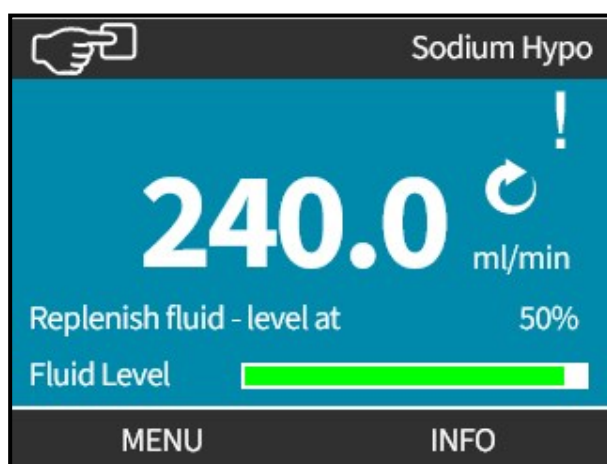 Sodium Hypo
!
240.0
ml/min
Replenish fluid - level at 50%
Fluid Level
MENU INFO